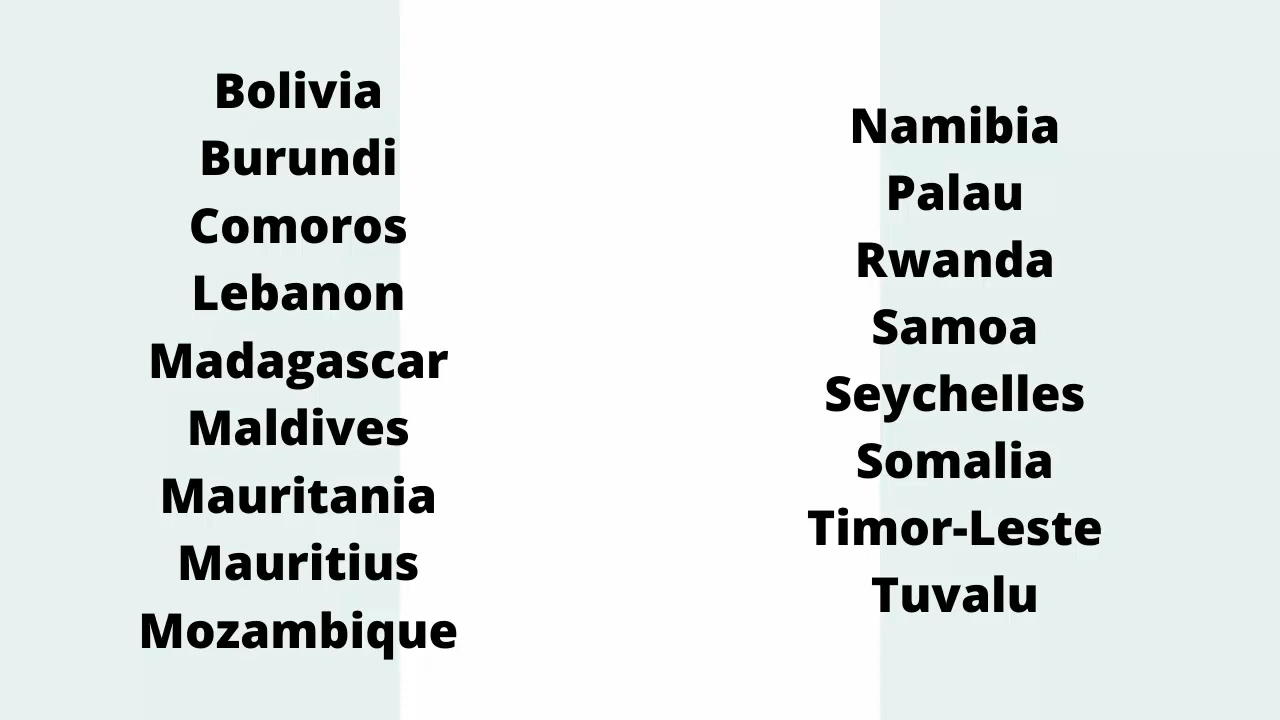 Bolivia
Burundi
Comoros
Lebanon
Madagascar
Maldives
Mauritania
Mauritius
Mozambique
Namibia
Palau
Rwanda
Samoa
Seychelles
Somalia
Timor-Leste
Tuvalu